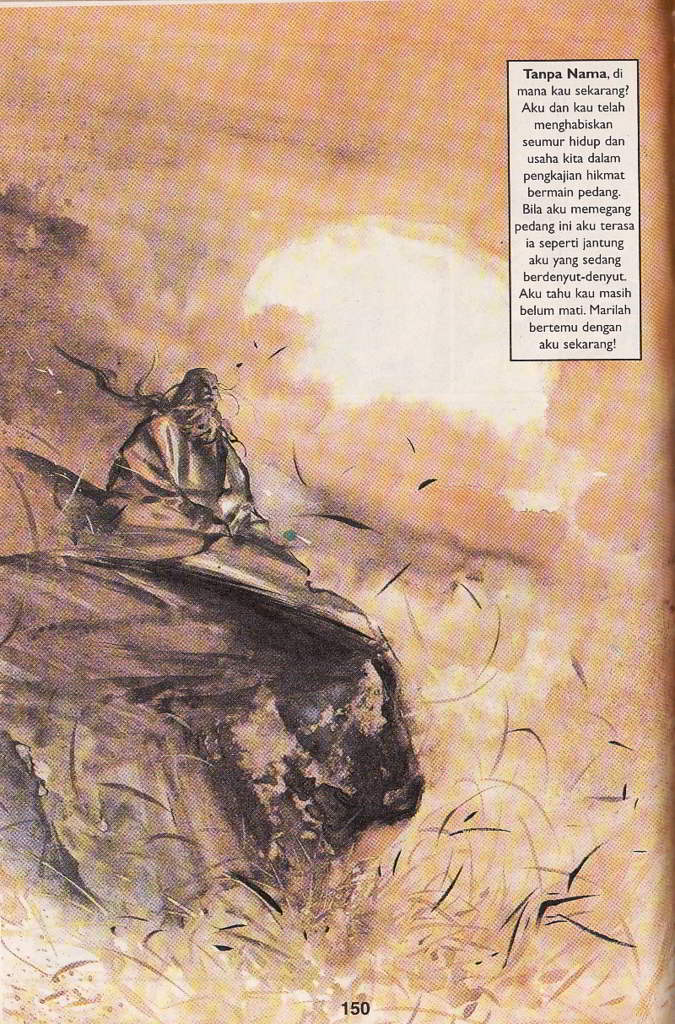 Tanpa Nama, di
mana kau sekarang?
Aku dan kau telah
menghabiskan
seumur hidup dan
usaha kita dalam
pengkajian hikmat
bermain pedang.
Bila aku memegang
pedang ini aku terasa
ia seperti jantung
aku yang sedang
berdenyut-denyut.
Aku tahu kau masih
belum mati. Marilah
bertemu dengan
aku sekarang!
150